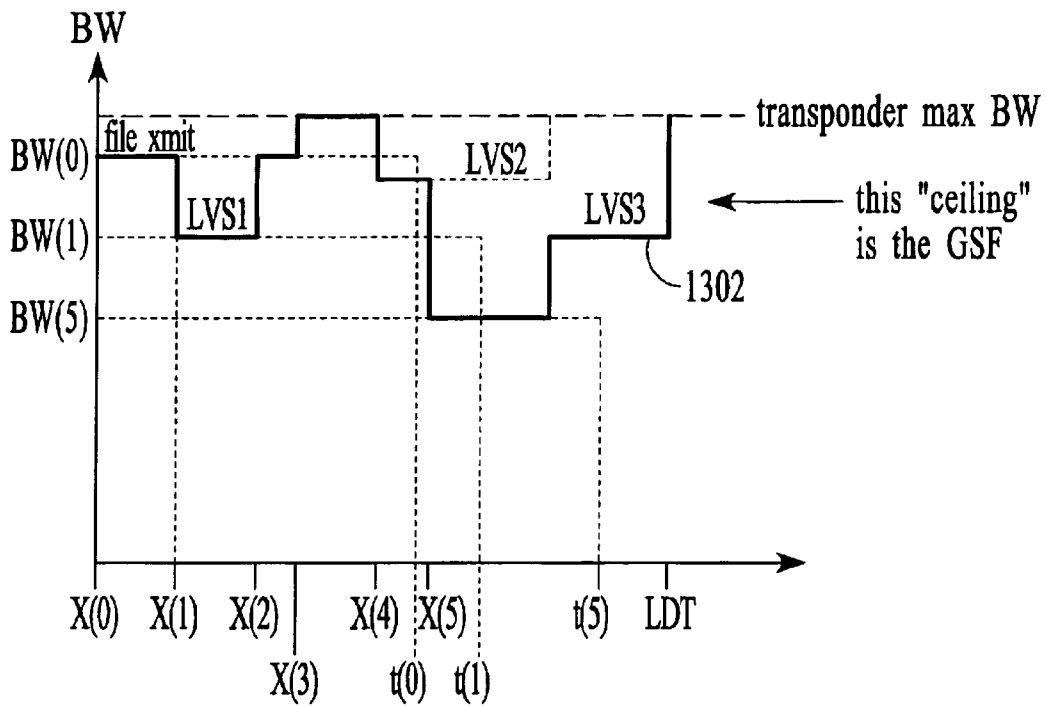 BW
transponder max BW
file xmit
BW(0)
LVS2
LVS1
LVS3
this "ceiling"
is the GSF
BW(1)
1302
BW(5)
X(0)
X(1)
X(2)
X(4)
X(5)
t(5)
LDT
X(3)
t(0)
t(1)